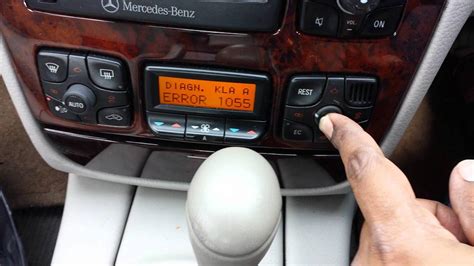 Mercedes-Benz
ON
DIAGN. KLA A
ERROR 1055
REST
AUTO
EC